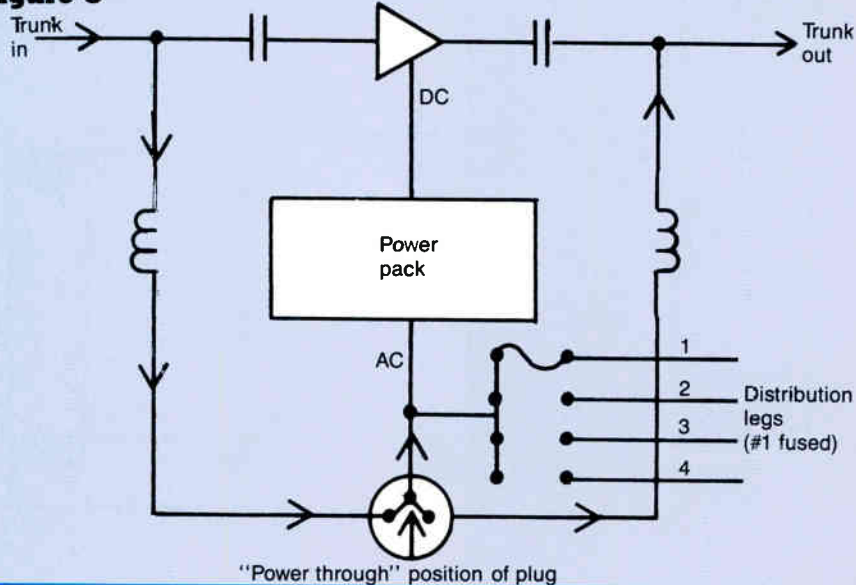 Trunk
in
Trunk
out
DC
Power
pack
AC
1
2
3
4
Distribution
legs
(#1 fused)
"Power through" position of plug